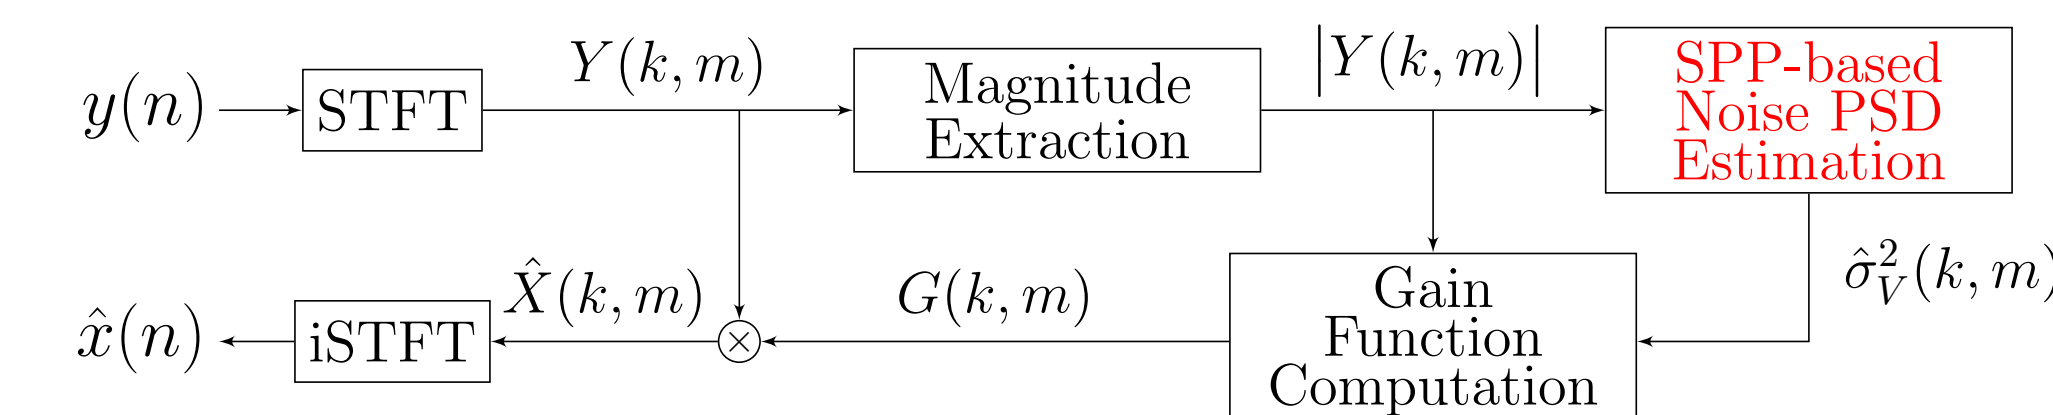 y(n)
STFT
Y(k, m)
Magnitude
Extraction
|Y(k, m)|
SPP-based
Noise PSD
Estimation
σ̂²_V(k, m)
Gain
Function
Computation
G(k, m)
×
X̂(k, m)
iSTFT
x̂(n)